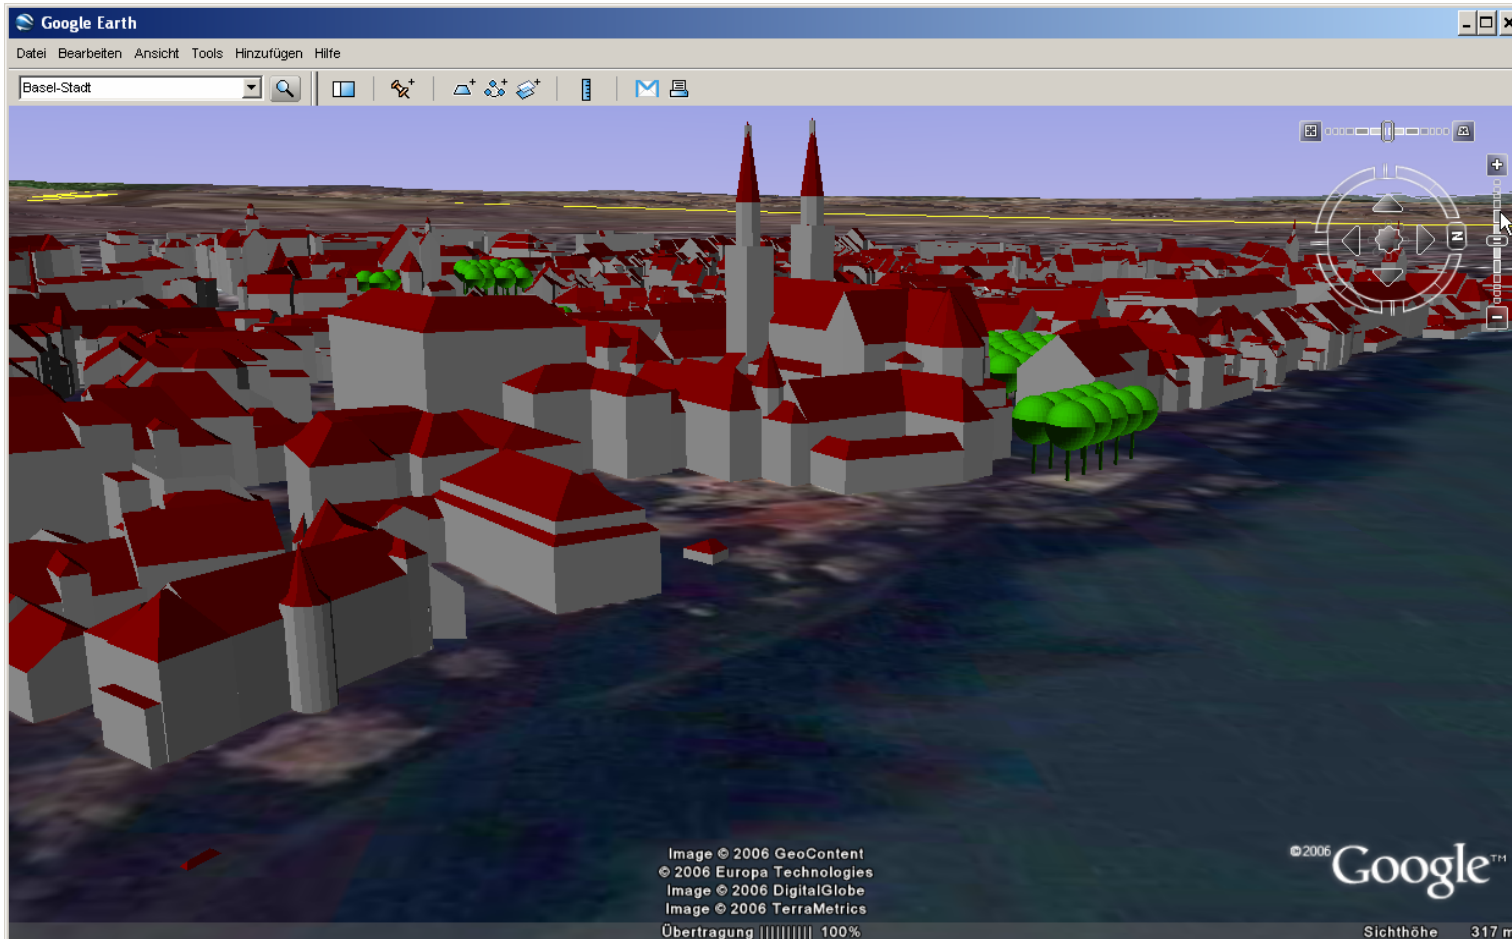 Google Earth
Datei Bearbeiten Ansicht Tools Hinzufügen Hilfe
Basel-Stadt
N
Image © 2006 GeoContent
© 2006 Europa Technologies
Image © 2006 DigitalGlobe
Image © 2006 TerraMetrics
©2006 Google™
Übertragung |||||||||| 100%
Sichthöhe 317 m